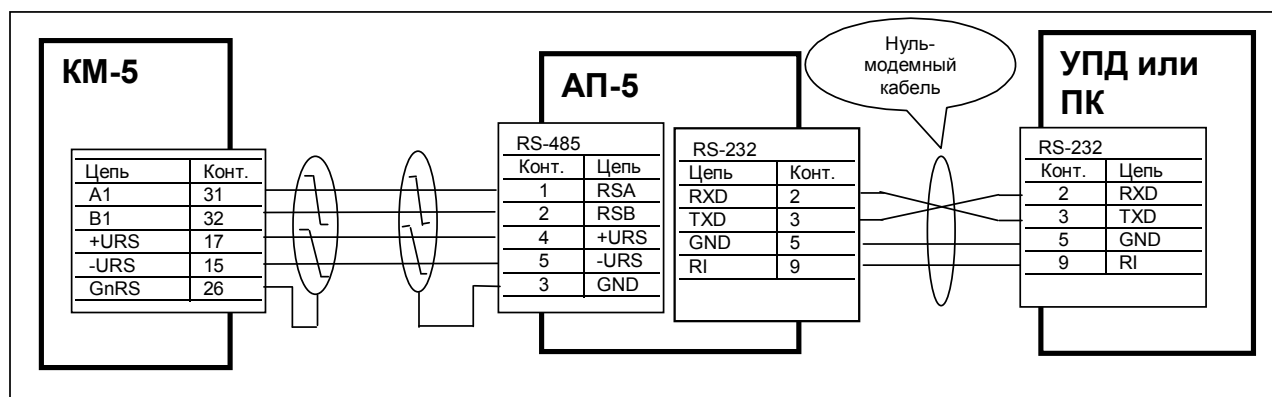 КМ-5
Цепь Конт.
A1 31
B1 32
+URS 17
-URS 15
GnRS 26
АП-5
RS-485
Конт. Цепь
1 RSA
2 RSB
4 +URS
5 -URS
3 GND
RS-232
Цепь Конт.
RXD 2
TXD 3
GND 5
RI 9
Нуль-
модемный
кабель
УПД или
ПК
RS-232
Конт. Цепь
2 RXD
3 TXD
5 GND
9 RI